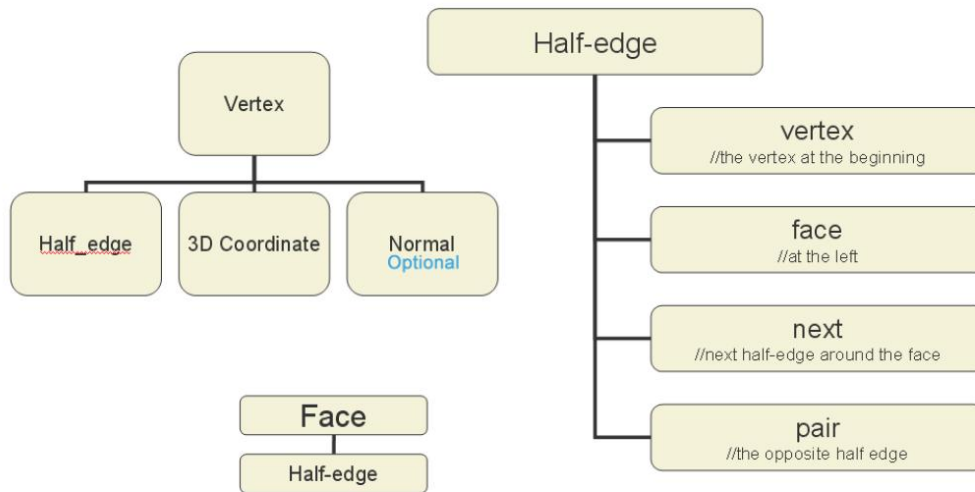 Vertex
Half_edge
3D Coordinate
Normal
Optional
Face
Half-edge
Half-edge
vertex
//the vertex at the beginning
face
//at the left
next
//next half-edge around the face
pair
//the opposite half edge